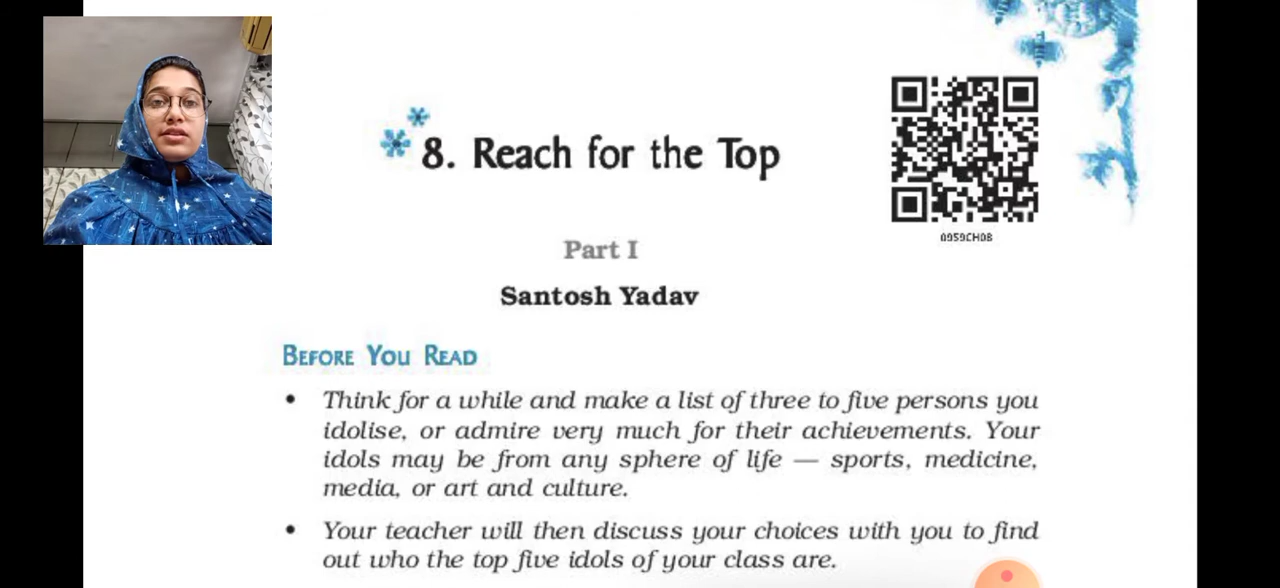 8. Reach for the Top
0959CH08
Part I
Santosh Yadav
BEFORE YOU READ
• Think for a while and make a list of three to five persons you
idolise, or admire very much for their achievements. Your
idols may be from any sphere of life — sports, medicine,
media, or art and culture.
• Your teacher will then discuss your choices with you to find
out who the top five idols of your class are.